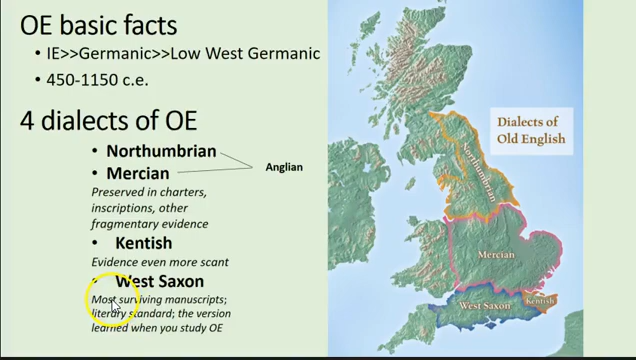 OE basic facts
• IE>>Germanic>>Low West Germanic
• 450-1150 c.e.
4 dialects of OE
• Northumbrian
• Mercian
Anglian
Preserved in charters,
inscriptions, other
fragmentary evidence
• Kentish
Evidence even more scant
• West Saxon
Most surviving manuscripts;
literary standard; the version
learned when you study OE
Dialects of
Old English
Northumbrian
Mercian
West Saxon
Kentish